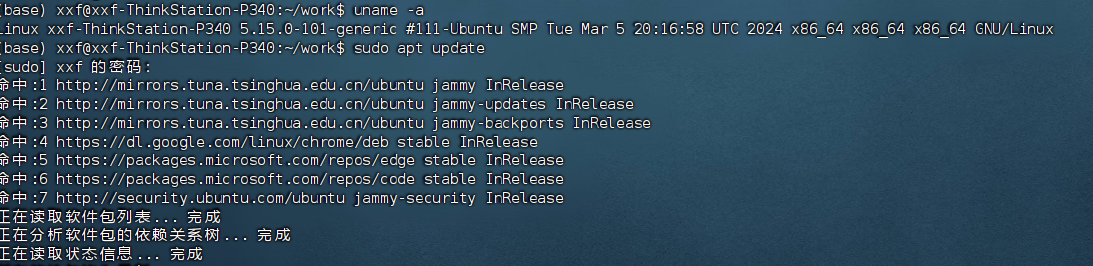 (base) xxf@xxf-ThinkStation-P340:~/work$ uname -a
Linux xxf-ThinkStation-P340 5.15.0-101-generic #111-Ubuntu SMP Tue Mar 5 20:16:58 UTC 2024 x86_64 x86_64 x86_64 GNU/Linux
(base) xxf@xxf-ThinkStation-P340:~/work$ sudo apt update
[sudo] xxf 的密码:
命中:1 http://mirrors.tuna.tsinghua.edu.cn/ubuntu jammy InRelease
命中:2 http://mirrors.tuna.tsinghua.edu.cn/ubuntu jammy-updates InRelease
命中:3 http://mirrors.tuna.tsinghua.edu.cn/ubuntu jammy-backports InRelease
命中:4 https://dl.google.com/linux/chrome/deb stable InRelease
命中:5 https://packages.microsoft.com/repos/edge stable InRelease
命中:6 https://packages.microsoft.com/repos/code stable InRelease
命中:7 http://security.ubuntu.com/ubuntu jammy-security InRelease
正在读取软件包列表... 完成
正在分析软件包的依赖关系树... 完成
正在读取状态信息... 完成